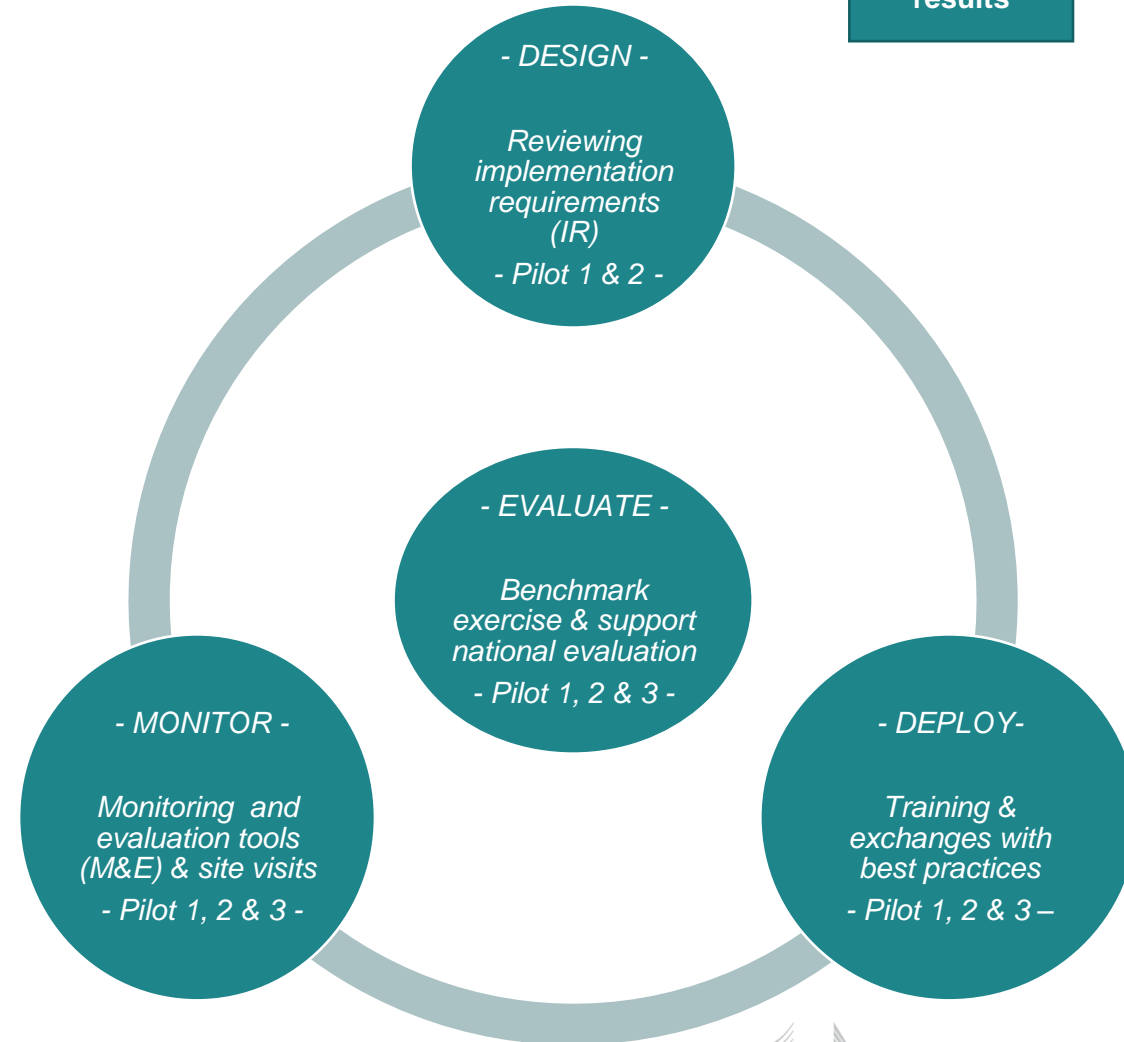 results
- DESIGN -
Reviewing
implementation
requirements
(IR)
- Pilot 1 & 2 -
- EVALUATE -
Benchmark
exercise & support
national evaluation
- Pilot 1, 2 & 3 -
- MONITOR -
Monitoring and
evaluation tools
(M&E) & site visits
- Pilot 1, 2 & 3 -
- DEPLOY-
Training &
exchanges with
best practices
- Pilot 1, 2 & 3 –